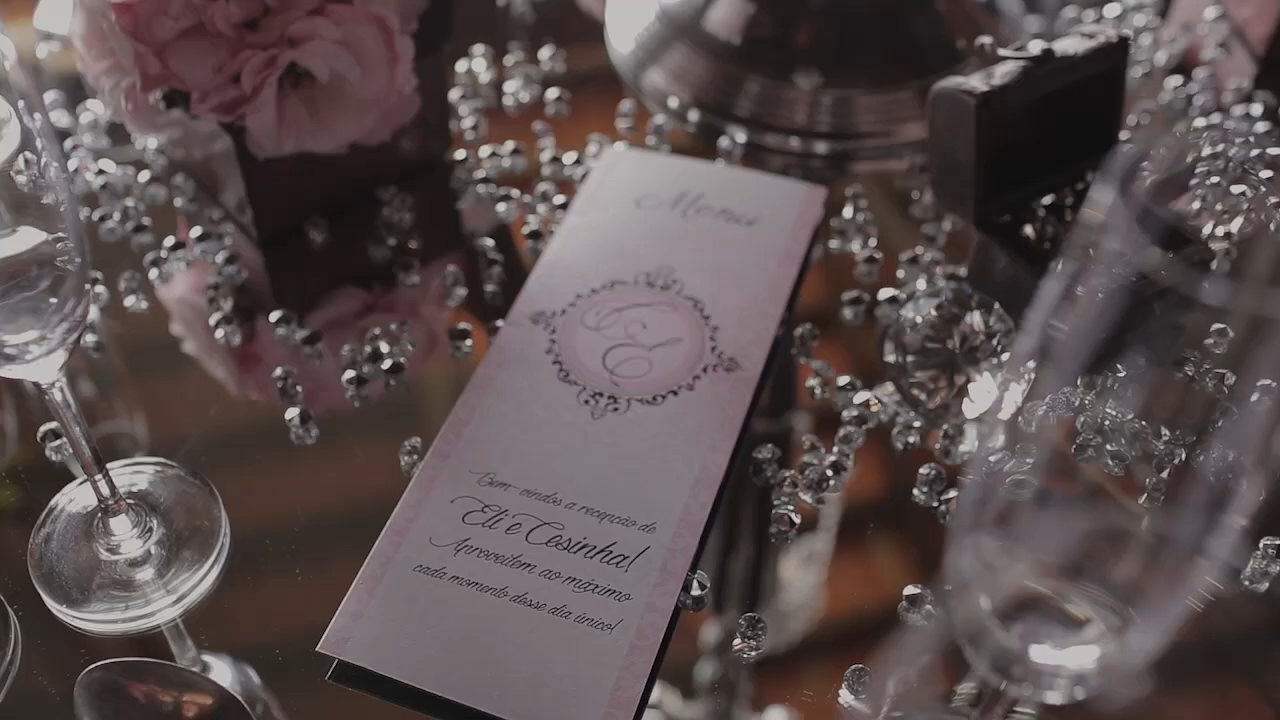 Menu
E c E
Bem-vindos a recepção de
Eli e Cesinha!
Aproveitem ao máximo
cada momento desse dia único!